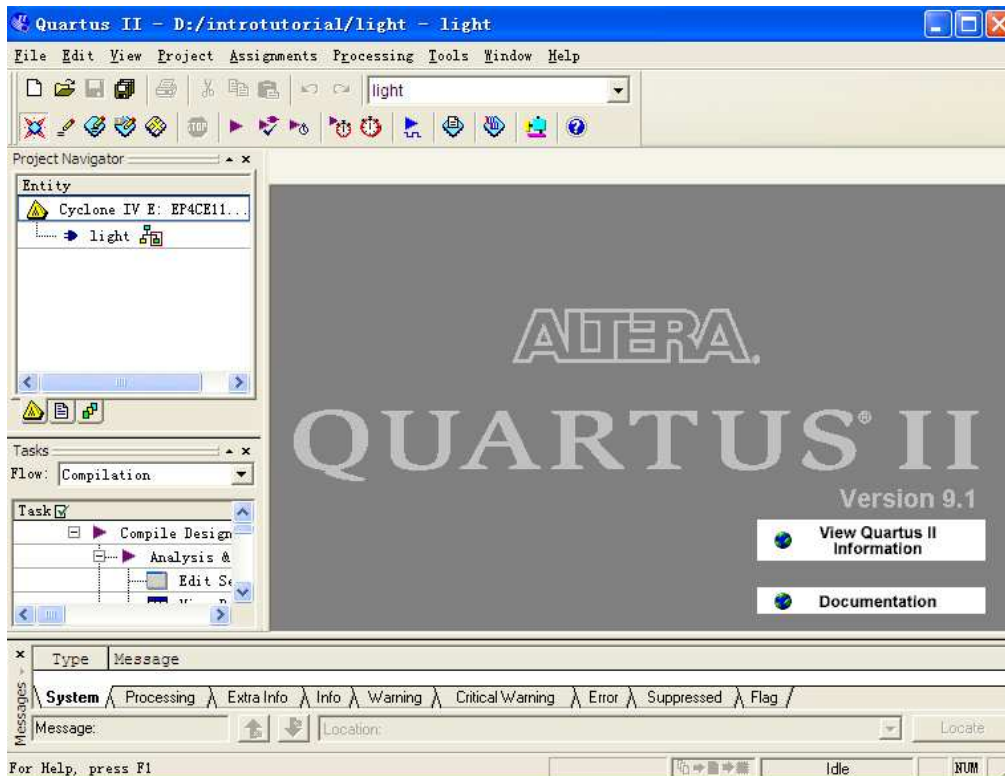 Quartus II - D:/introtutorial/light - light
File Edit View Project Assignments Processing Tools Window Help
light
STOP
Project Navigator
Entity
Cyclone IV E: EP4CE11...
light
Tasks
Flow: Compilation
Task
Compile Design
Analysis &
Edit Se
ALTERA.
QUARTUS® II
Version 9.1
View Quartus II
Information
Documentation
Messages
Type Message
System Processing Extra Info Info Warning Critical Warning Error Suppressed Flag
Message: Location: Locate
For Help, press F1 Idle NUM